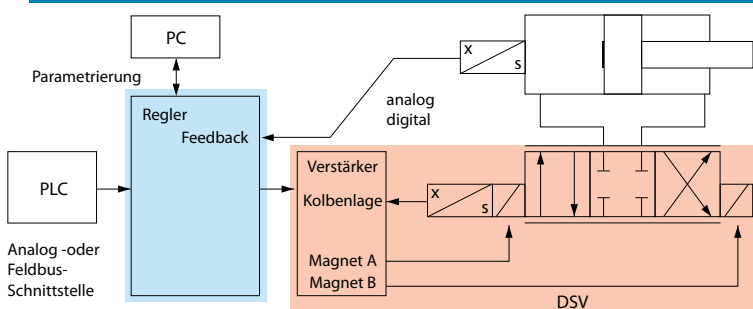 PC
Parametrierung
Regler
Feedback
PLC
Analog -oder
Feldbus-
Schnittstelle
x
s
analog
digital
Verstärker
Kolbenlage
x
s
Magnet A
Magnet B
DSV